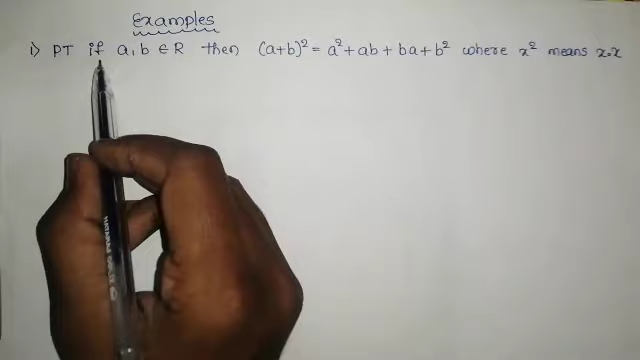 Examples
1) PT if a, b ∈ R then (a+b)² = a² + ab + ba + b² where x² means x.x